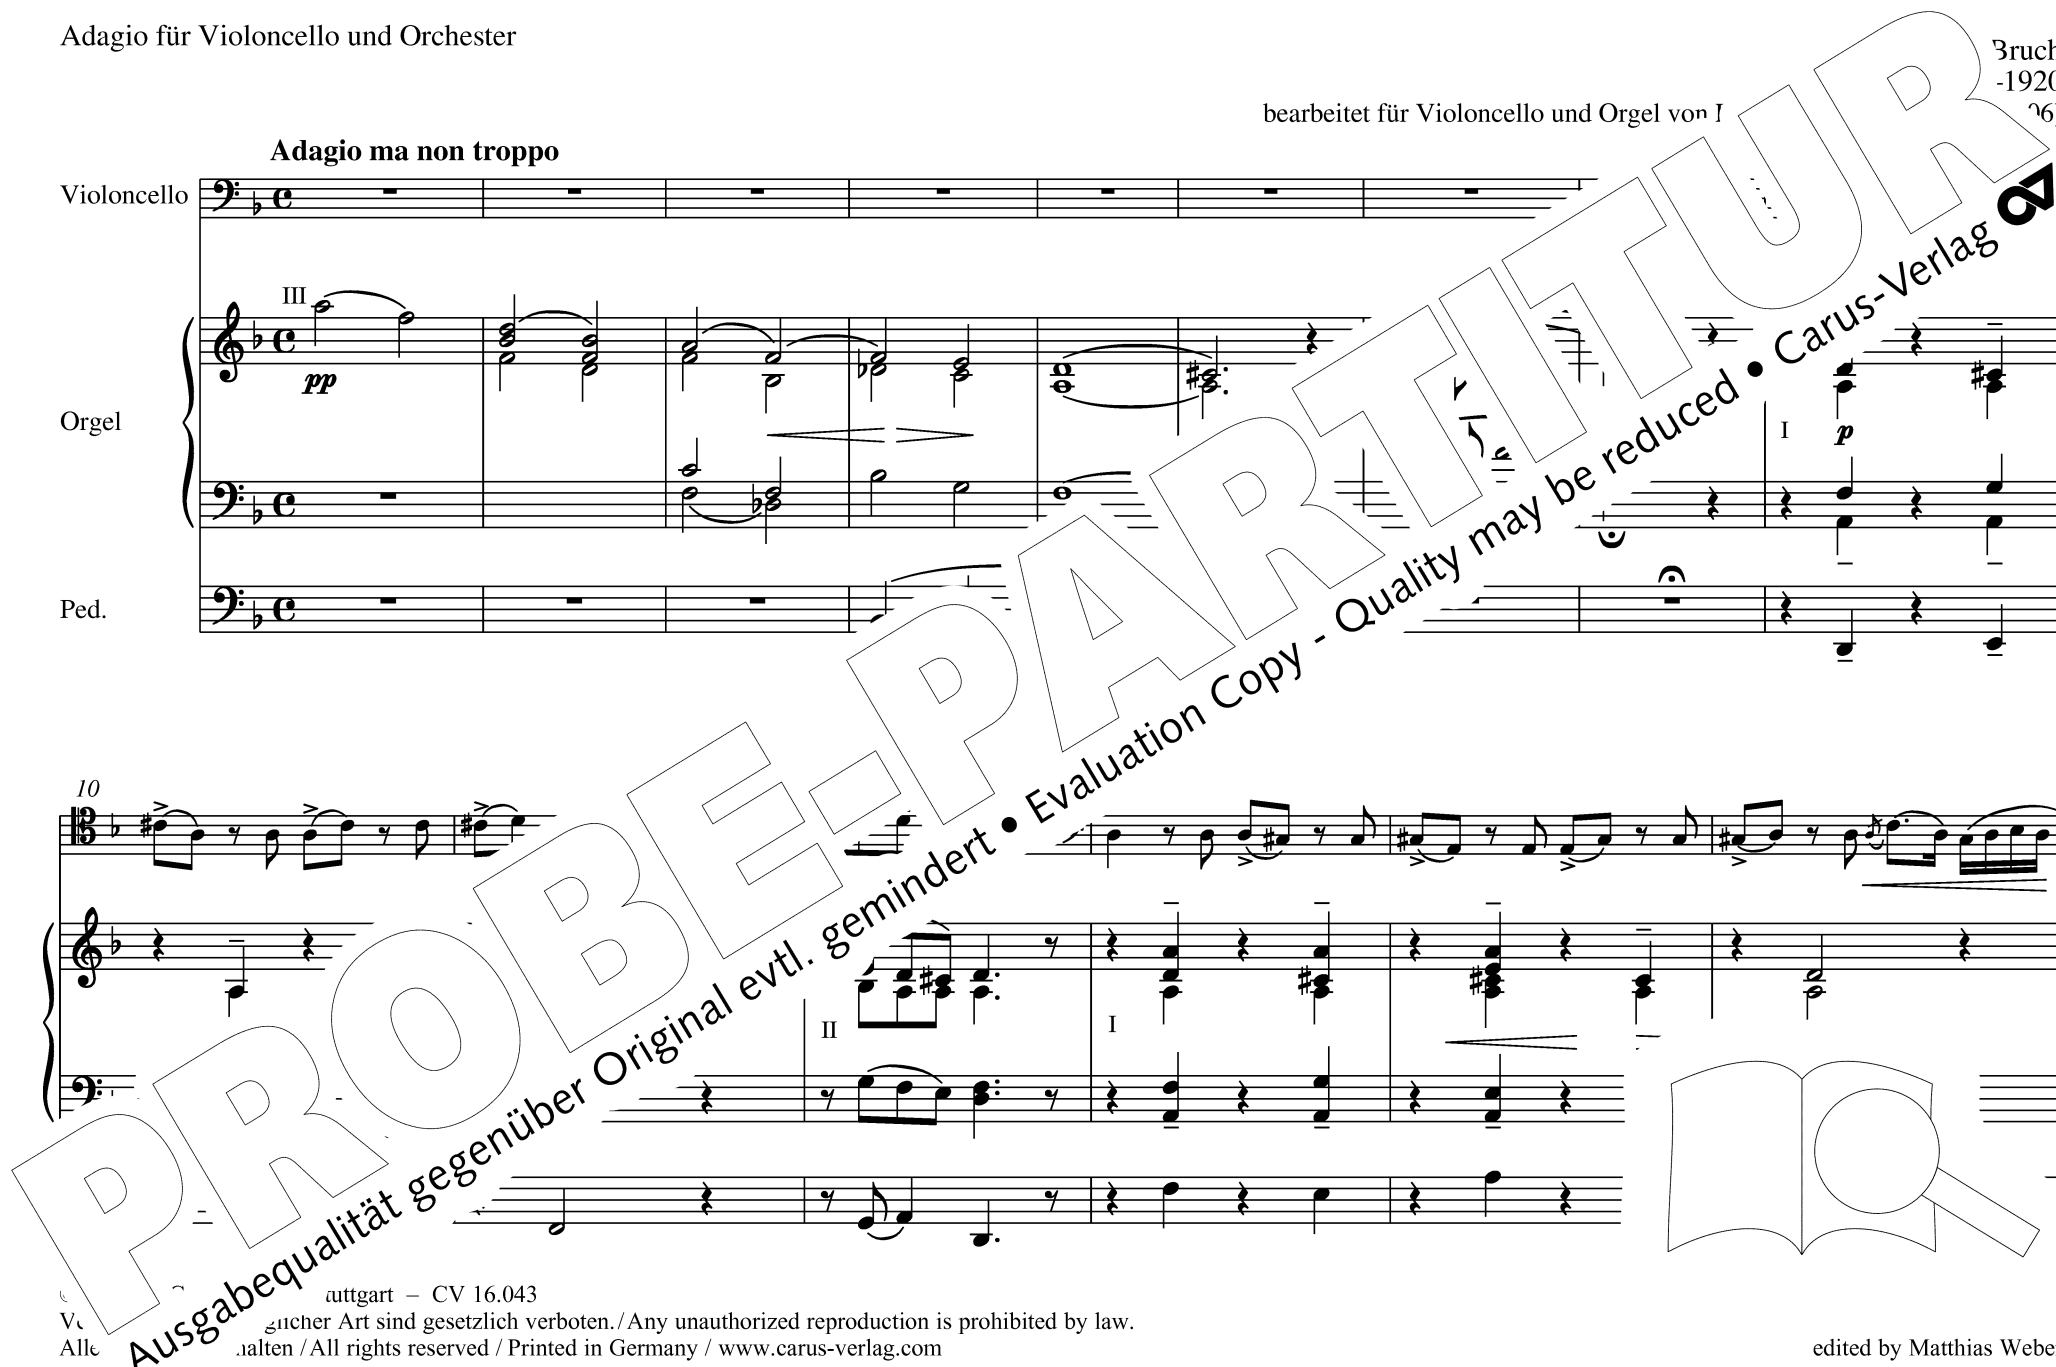 Adagio für Violoncello und Orchester
Bruch
-1920
bearbeitet für Violoncello und Orgel von
Adagio ma non troppo
Violoncello
III
pp
Orgel
I
p
Ped.
10
II
I
PROBE-PARTITUR
Ausgabequalität gegenüber Original evtl. gemindert • Evaluation Copy - Quality may be reduced • Carus-Verlag
– CV 16.043
Art sind gesetzlich verboten. / Any unauthorized reproduction is prohibited by law.
/ All rights reserved / Printed in Germany / www.carus-verlag.com
edited by Matthias